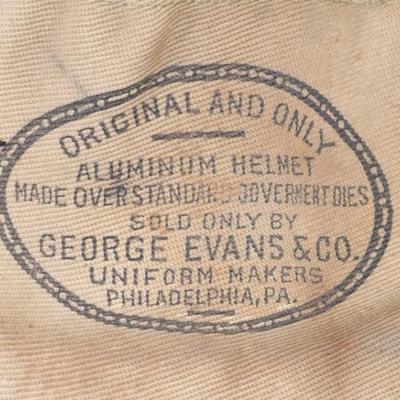 ORIGINAL AND ONLY
ALUMINUM HELMET
MADE OVER STANDARD GOVERMENT DIES
SOLD ONLY BY
GEORGE EVANS & CO.
UNIFORM MAKERS
PHILADELPHIA, PA.